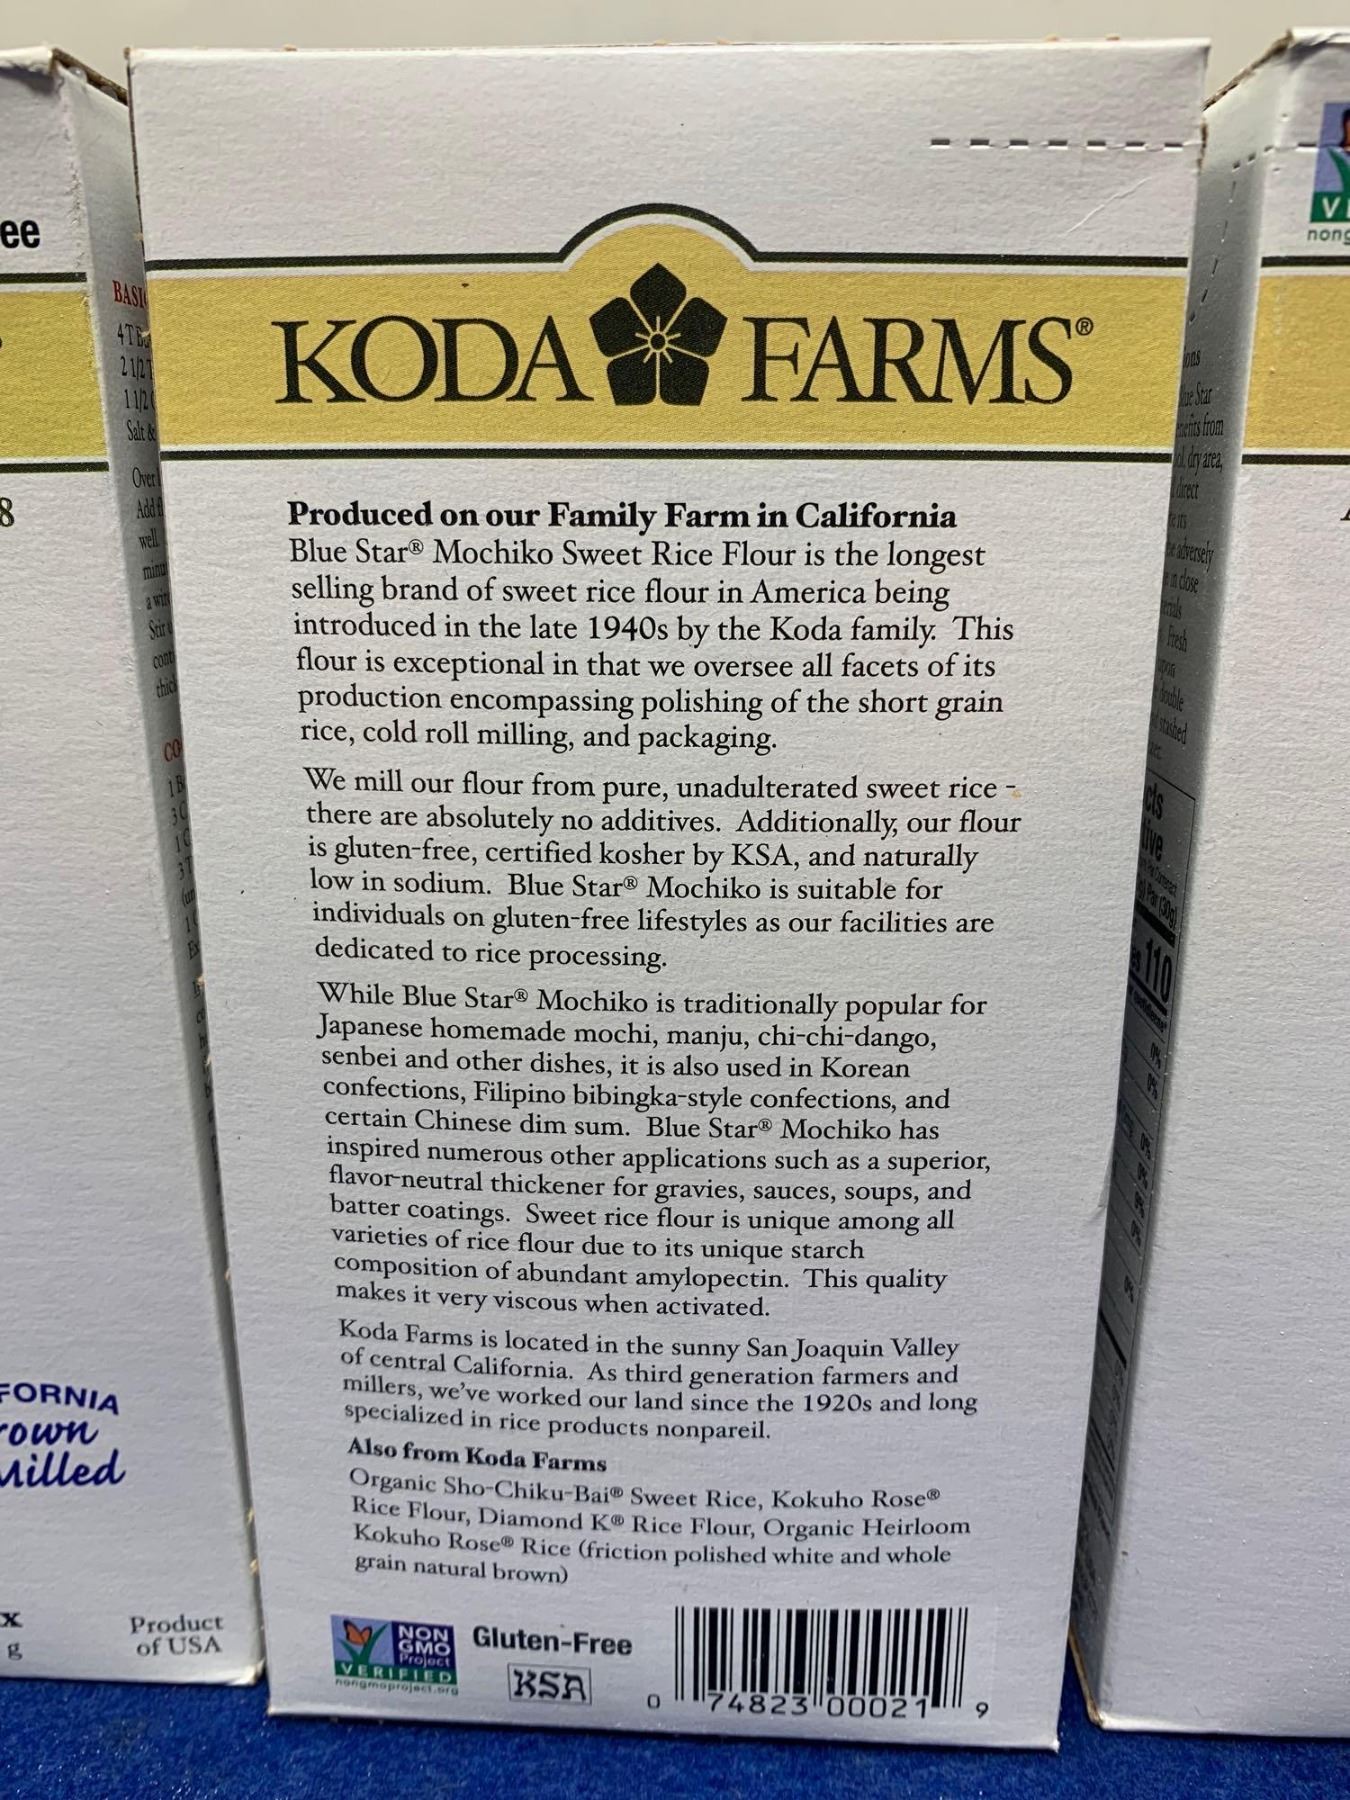 KODA FARMS®
Produced on our Family Farm in California
Blue Star® Mochiko Sweet Rice Flour is the longest
selling brand of sweet rice flour in America being
introduced in the late 1940s by the Koda family. This
flour is exceptional in that we oversee all facets of its
production encompassing polishing of the short grain
rice, cold roll milling, and packaging.
We mill our flour from pure, unadulterated sweet rice -
there are absolutely no additives. Additionally, our flour
is gluten-free, certified kosher by KSA, and naturally
low in sodium. Blue Star® Mochiko is suitable for
individuals on gluten-free lifestyles as our facilities are
dedicated to rice processing.
While Blue Star® Mochiko is traditionally popular for
Japanese homemade mochi, manju, chi-chi-dango,
senbei and other dishes, it is also used in Korean
confections, Filipino bibingka-style confections, and
certain Chinese dim sum. Blue Star® Mochiko has
inspired numerous other applications such as a superior,
flavor-neutral thickener for gravies, sauces, soups, and
batter coatings. Sweet rice flour is unique among all
varieties of rice flour due to its unique starch
composition of abundant amylopectin. This quality
makes it very viscous when activated.
Koda Farms is located in the sunny San Joaquin Valley
of central California. As third generation farmers and
millers, we've worked our land since the 1920s and long
specialized in rice products nonpareil.
Also from Koda Farms
Organic Sho-Chiku-Bai® Sweet Rice, Kokuho Rose®
Rice Flour, Diamond K® Rice Flour, Organic Heirloom
Kokuho Rose® Rice (friction polished white and whole
grain natural brown)
NON
GMO
Project
VERIFIED
nongmoproject.org
Gluten-Free
KSA
0 74823 00021 9
Product
of USA
110